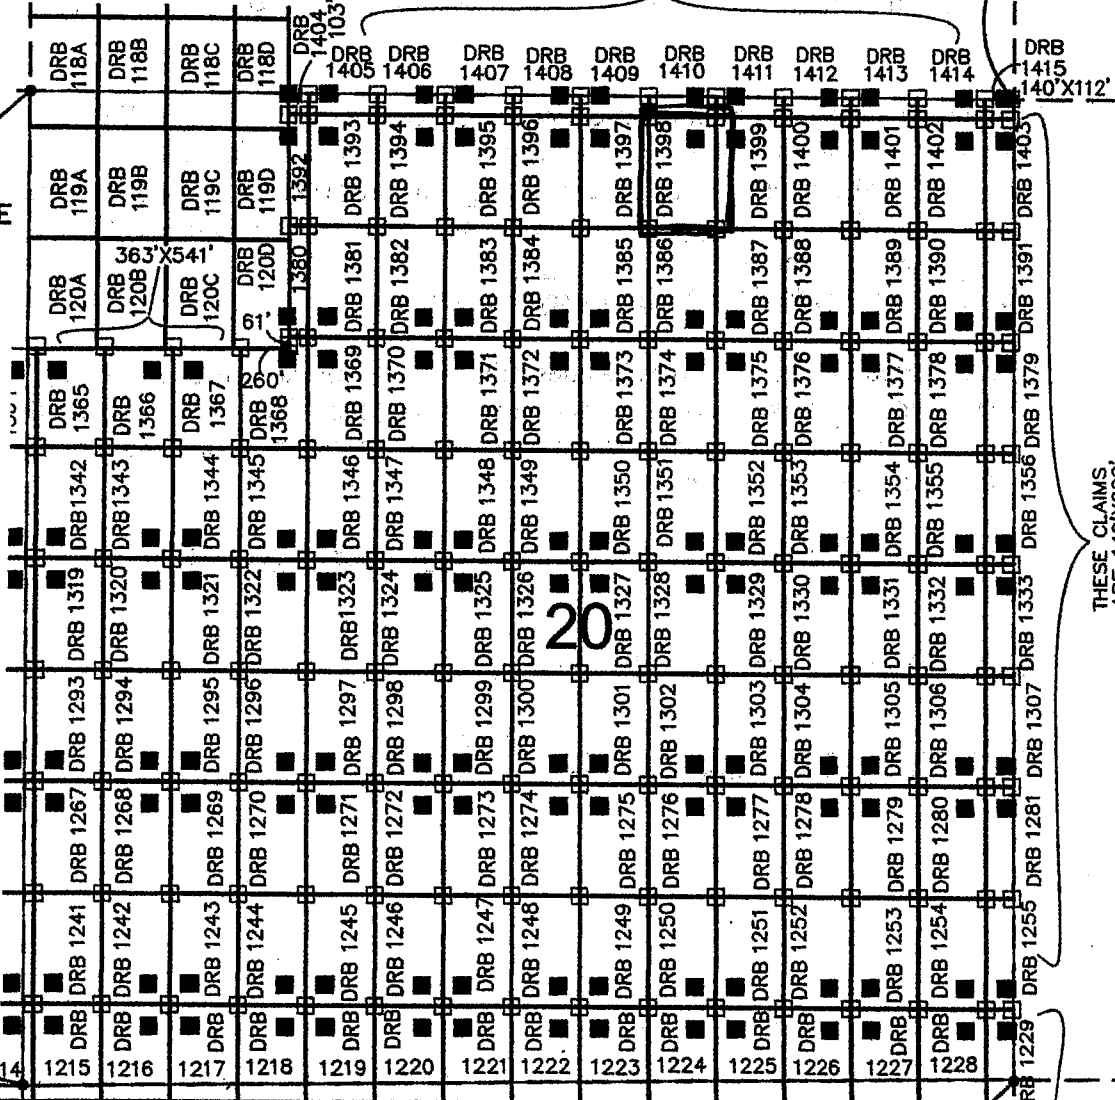 DRB 118A
DRB 118B
DRB 118C
DRB 118D
DRB 1404
103'
DRB 1405
DRB 1406
DRB 1407
DRB 1408
DRB 1409
DRB 1410
DRB 1411
DRB 1412
DRB 1413
DRB 1414
DRB 1415
140'X112'
DRB 119A
DRB 119B
DRB 119C
DRB 119D
1392
DRB 1393
DRB 1394
DRB 1395
DRB 1396
DRB 1397
DRB 1398
DRB 1399
DRB 1400
DRB 1401
DRB 1402
DRB 1403
363'X541'
DRB 120A
DRB 120B
DRB 120C
DRB 120D
1380
DRB 1381
DRB 1382
DRB 1383
DRB 1384
DRB 1385
DRB 1386
DRB 1387
DRB 1388
DRB 1389
DRB 1390
DRB 1391
61'
260'
DRB 1365
DRB 1366
DRB 1367
DRB 1368
DRB 1369
DRB 1370
DRB 1371
DRB 1372
DRB 1373
DRB 1374
DRB 1375
DRB 1376
DRB 1377
DRB 1378
DRB 1379
DRB1342
DRB1343
DRB 1344
DRB 1345
DRB 1346
DRB 1347
DRB 1348
DRB 1349
DRB 1350
DRB 1351
DRB 1352
DRB 1353
DRB 1354
DRB 1355
DRB 1356
THESE CLAIMS
DRB 1319
DRB 1320
DRB 1321
DRB 1322
DRB1323
DRB 1324
DRB 1325
DRB 1326
DRB 1327
DRB 1328
DRB 1329
DRB 1330
DRB 1331
DRB 1332
DRB 1333
20
DRB 1293
DRB 1294
DRB 1295
DRB 1296
DRB 1297
DRB 1298
DRB 1299
DRB 1300
DRB 1301
DRB 1302
DRB 1303
DRB 1304
DRB 1305
DRB 1306
DRB 1307
DRB 1267
DRB 1268
DRB 1269
DRB 1270
DRB 1271
DRB 1272
DRB 1273
DRB 1274
DRB 1275
DRB 1276
DRB 1277
DRB 1278
DRB 1279
DRB 1280
DRB 1281
DRB 1241
DRB 1242
DRB 1243
DRB 1244
DRB 1245
DRB 1246
DRB 1247
DRB 1248
DRB 1249
DRB 1250
DRB 1251
DRB 1252
DRB 1253
DRB 1254
DRB 1255
14
DRB 1215
DRB 1216
DRB 1217
DRB 1218
DRB 1219
DRB 1220
DRB 1221
DRB 1222
DRB 1223
DRB 1224
DRB 1225
DRB 1226
DRB 1227
DRB 1228
DRB 1229